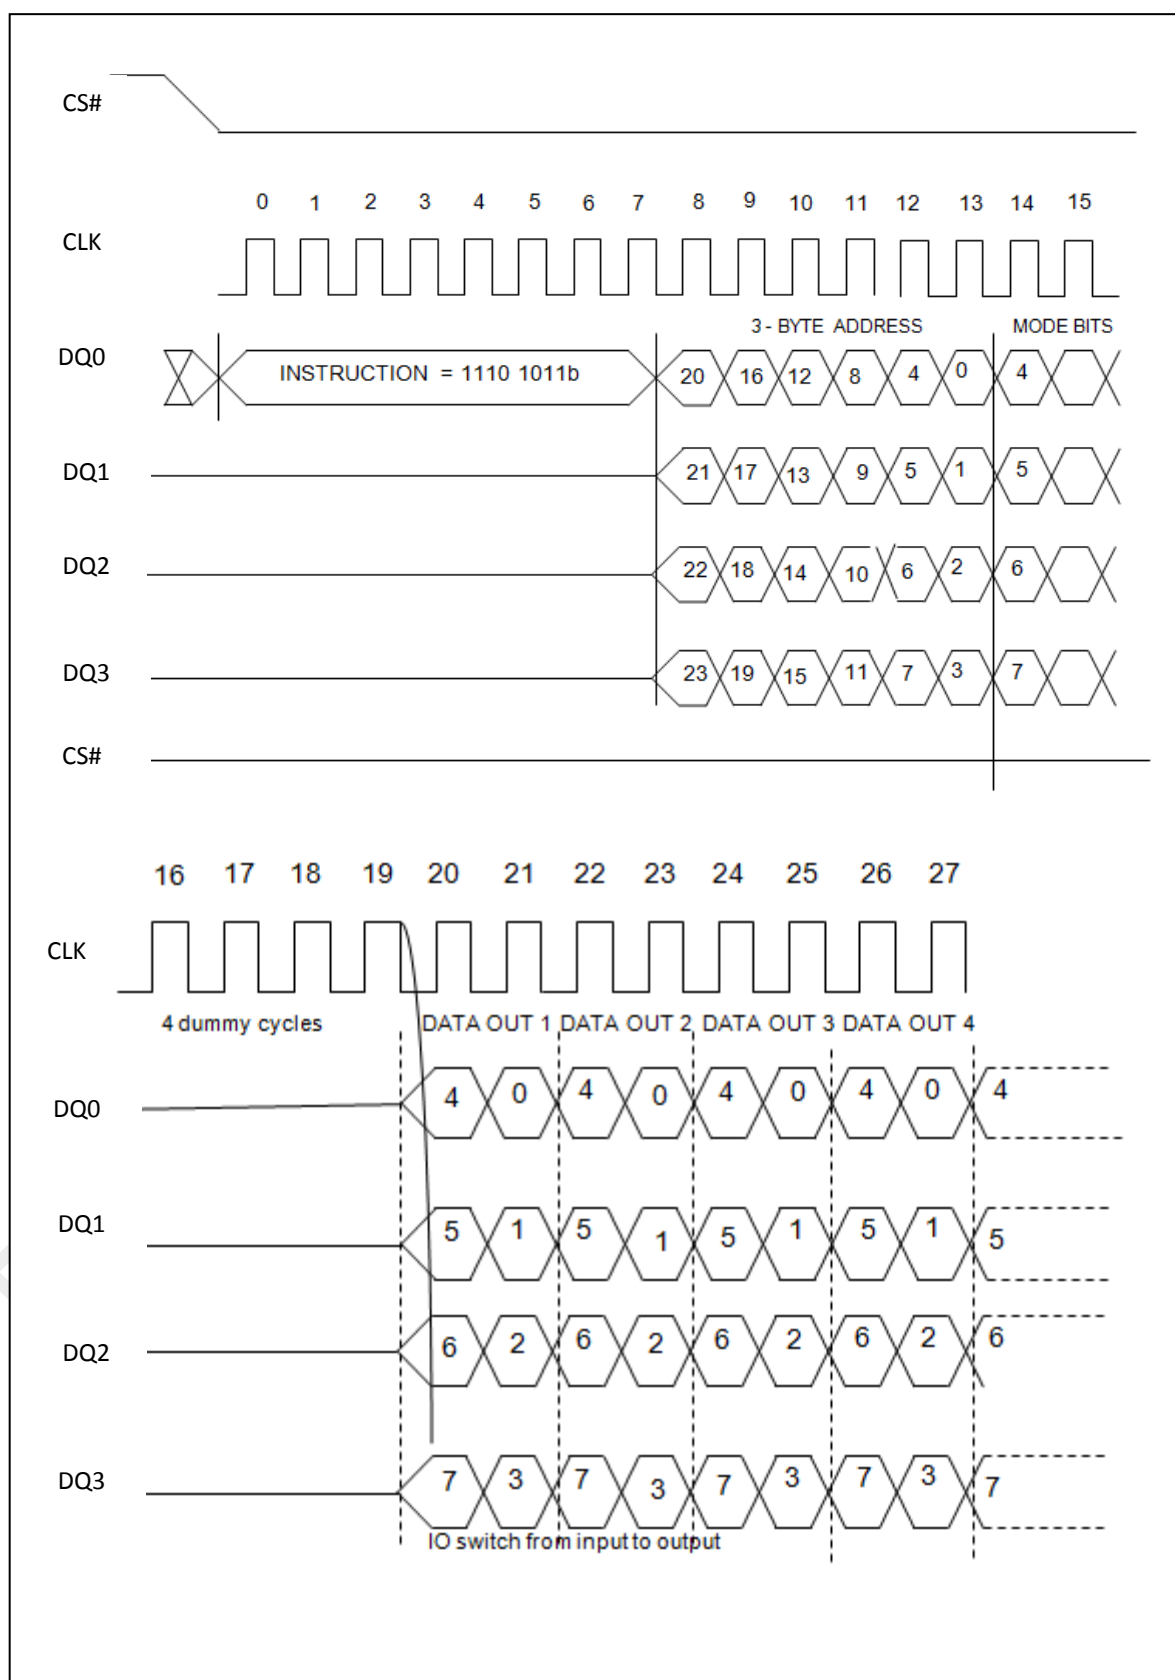 CS#
0 1 2 3 4 5 6 7 8 9 10 11 12 13 14 15
CLK
3 - BYTE ADDRESS MODE BITS
DQ0 INSTRUCTION = 1110 1011b 20 16 12 8 4 0 4
DQ1 21 17 13 9 5 1 5
DQ2 22 18 14 10 6 2 6
DQ3 23 19 15 11 7 3 7
CS#
16 17 18 19 20 21 22 23 24 25 26 27
CLK
4 dummy cycles DATA OUT 1 DATA OUT 2 DATA OUT 3 DATA OUT 4
DQ0 4 0 4 0 4 0 4 0 4
DQ1 5 1 5 1 5 1 5 1 5
DQ2 6 2 6 2 6 2 6 2 6
DQ3 7 3 7 3 7 3 7 3 7
IO switch from input to output